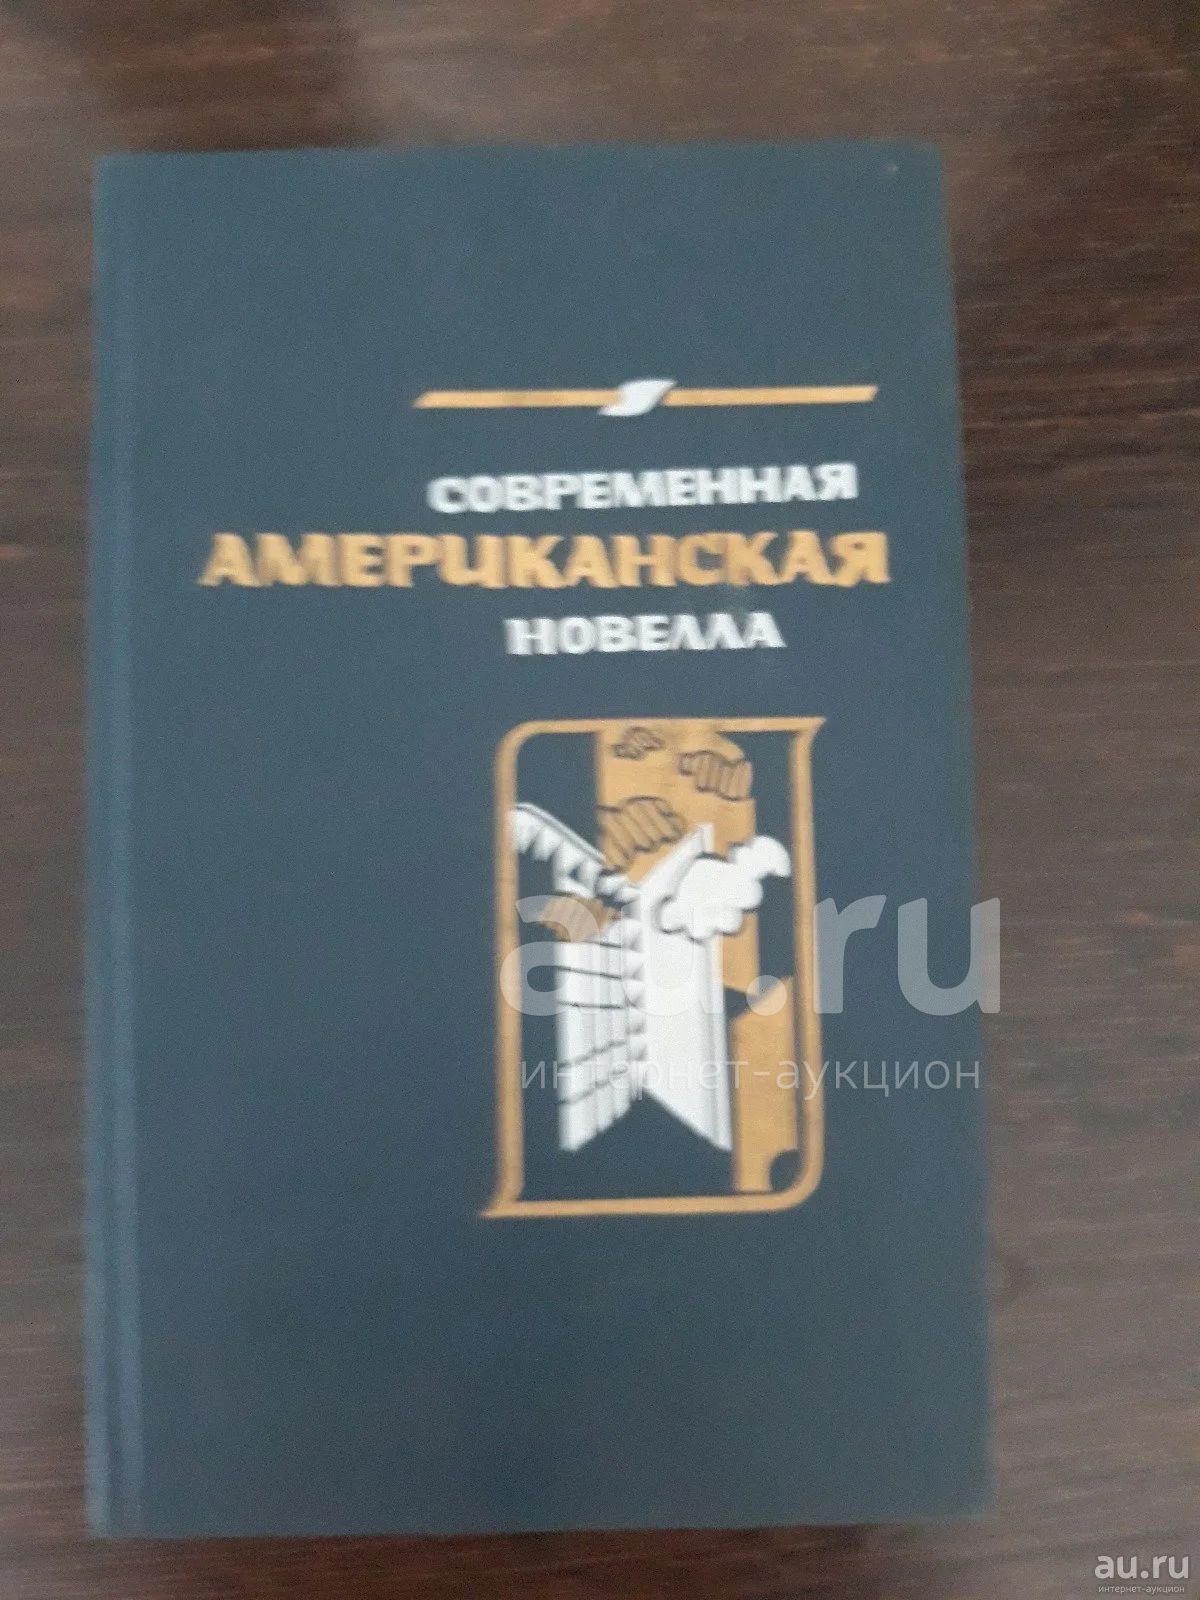 СОВРЕМЕННАЯ
АМЕРИКАНСКАЯ
НОВЕЛЛА
au.ru
интернет-аукцион
au.ru
интернет-аукцион